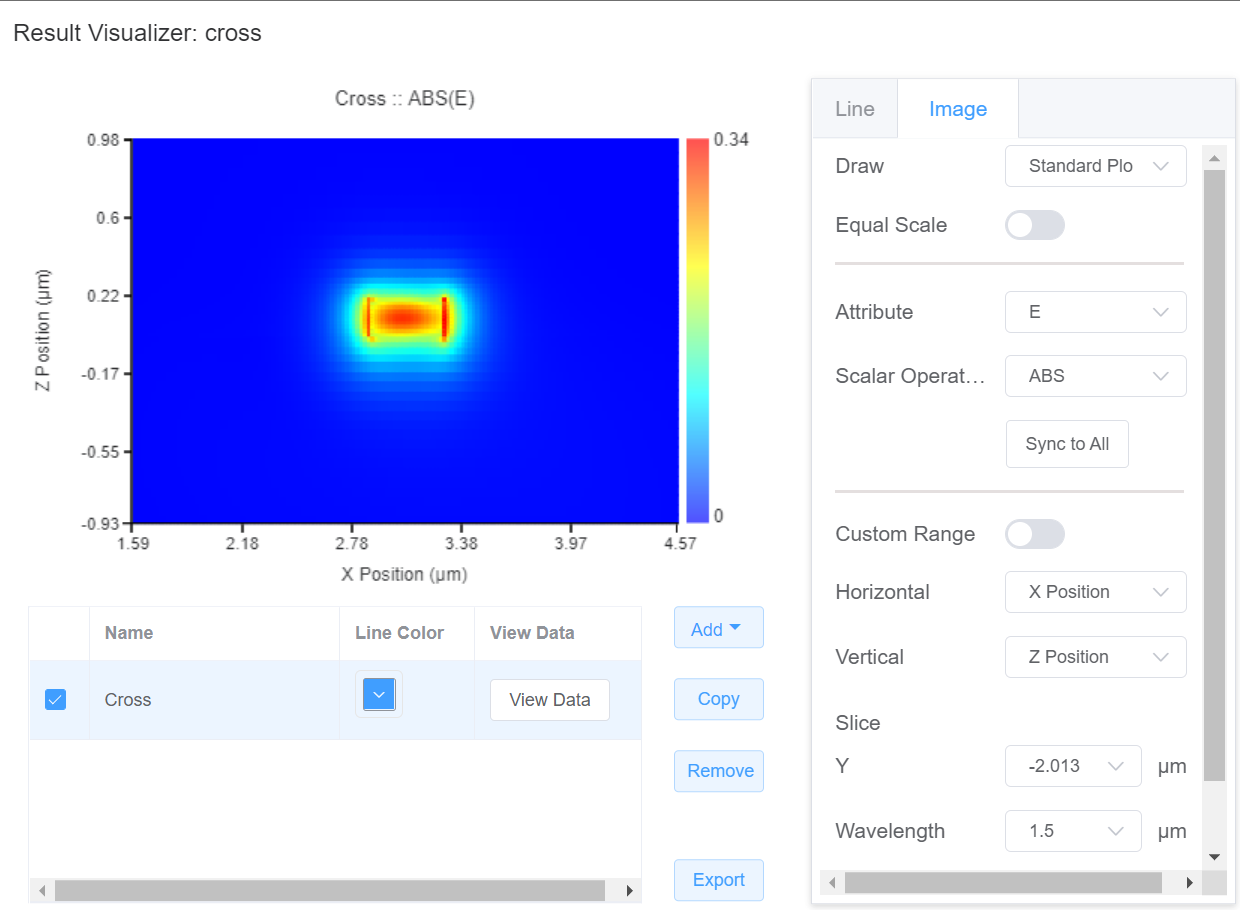 Result Visualizer: cross
Cross :: ABS(E)
0.98
0.6
0.22
-0.17
-0.55
-0.93
Z Position (μm)
1.59 2.18 2.78 3.38 3.97 4.57
X Position (μm)
0.34
0
Name Line Color View Data
Cross View Data
Add
Copy
Remove
Export
Line Image
Draw Standard Plo
Equal Scale
Attribute E
Scalar Operat... ABS
Sync to All
Custom Range
Horizontal X Position
Vertical Z Position
Slice
Y -2.013 μm
Wavelength 1.5 μm